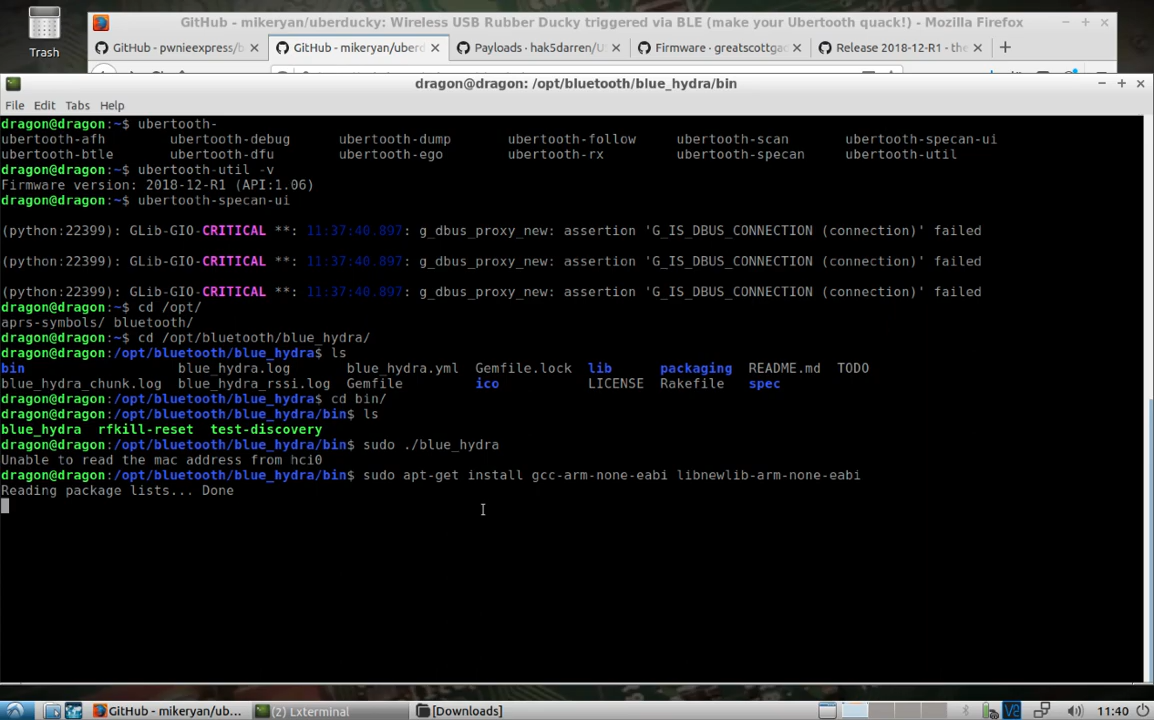 Trash
GitHub - mikeryan/uberducky: Wireless USB Rubber Ducky triggered via BLE (make your Ubertooth quack!) - Mozilla Firefox
GitHub - pwnieexpress/b
GitHub - mikeryan/uberd
Payloads · hak5darren/U
Firmware · greatscottga
Release 2018-12-R1 · the
dragon@dragon: /opt/bluetooth/blue_hydra/bin
File Edit Tabs Help
dragon@dragon:~$ ubertooth-
ubertooth-afh ubertooth-debug ubertooth-dump ubertooth-follow ubertooth-scan ubertooth-specan-ui
ubertooth-btle ubertooth-dfu ubertooth-ego ubertooth-rx ubertooth-specan ubertooth-util
dragon@dragon:~$ ubertooth-util -v
Firmware version: 2018-12-R1 (API:1.06)
dragon@dragon:~$ ubertooth-specan-ui
(python:22399): GLib-GIO-CRITICAL **: 11:37:40.897: g_dbus_proxy_new: assertion 'G_IS_DBUS_CONNECTION (connection)' failed
(python:22399): GLib-GIO-CRITICAL **: 11:37:40.897: g_dbus_proxy_new: assertion 'G_IS_DBUS_CONNECTION (connection)' failed
(python:22399): GLib-GIO-CRITICAL **: 11:37:40.897: g_dbus_proxy_new: assertion 'G_IS_DBUS_CONNECTION (connection)' failed
dragon@dragon:~$ cd /opt/
aprs-symbols/ bluetooth/
dragon@dragon:~$ cd /opt/bluetooth/blue_hydra/
dragon@dragon:/opt/bluetooth/blue_hydra$ ls
bin blue_hydra.log blue_hydra.yml Gemfile.lock lib packaging README.md TODO
blue_hydra_chunk.log blue_hydra_rssi.log Gemfile ico LICENSE Rakefile spec
dragon@dragon:/opt/bluetooth/blue_hydra$ cd bin/
dragon@dragon:/opt/bluetooth/blue_hydra/bin$ ls
blue_hydra rfkill-reset test-discovery
dragon@dragon:/opt/bluetooth/blue_hydra/bin$ sudo ./blue_hydra
Unable to read the mac address from hci0
dragon@dragon:/opt/bluetooth/blue_hydra/bin$ sudo apt-get install gcc-arm-none-eabi libnewlib-arm-none-eabi
Reading package lists... Done
GitHub - mikeryan/ub...
(2) Lxterminal
[Downloads]
11:40